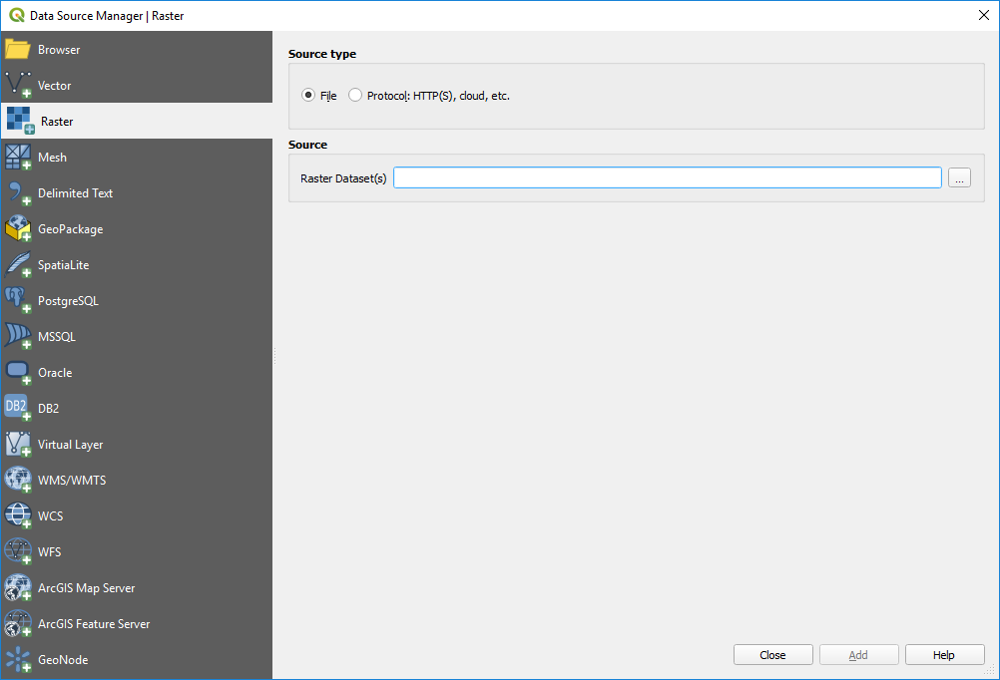 Data Source Manager | Raster
Browser
Vector
Raster
Mesh
Delimited Text
GeoPackage
SpatiaLite
PostgreSQL
MSSQL
Oracle
DB2
DB2
Virtual Layer
WMS/WMTS
WCS
WFS
ArcGIS Map Server
ArcGIS Feature Server
GeoNode
Source type
File Protocol: HTTP(S), cloud, etc.
Source
Raster Dataset(s) ...
Close Add Help